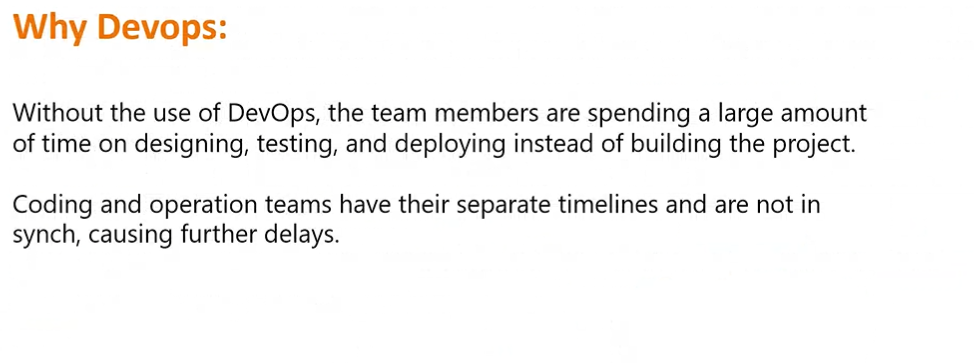 Why Devops:
Without the use of DevOps, the team members are spending a large amount
of time on designing, testing, and deploying instead of building the project.
Coding and operation teams have their separate timelines and are not in
synch, causing further delays.